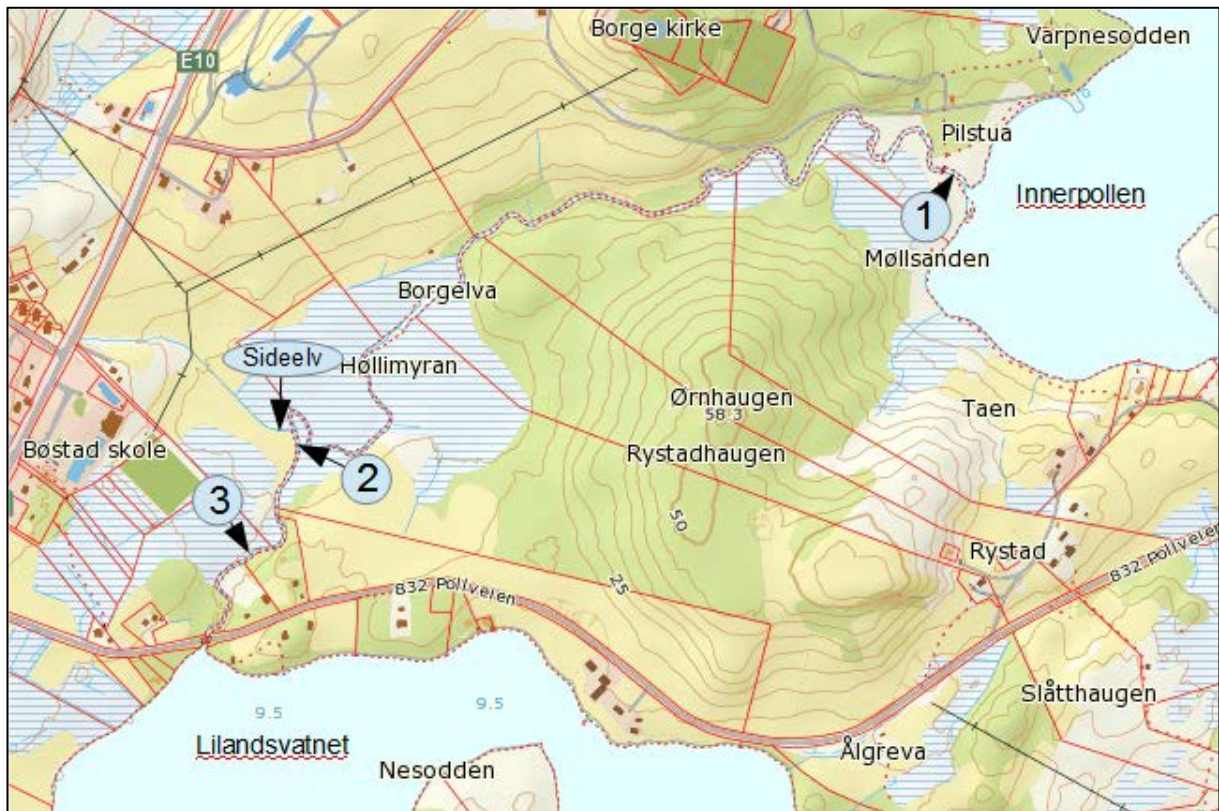 Borge kirke
Varpnesodden
E10
Pilstua
1
Innerpollen
Møllsanden
Borgelva
Sideelv
Høllimyran
Ørnhaugen
58.3
Taen
Bøstad skole
Rystadhaugen
2
3
50
Rystad
832 Pollveien
832 Pollveien
25
Slåtthaugen
9.5
9.5
Lilandsvatnet
Ålgreva
Nesodden